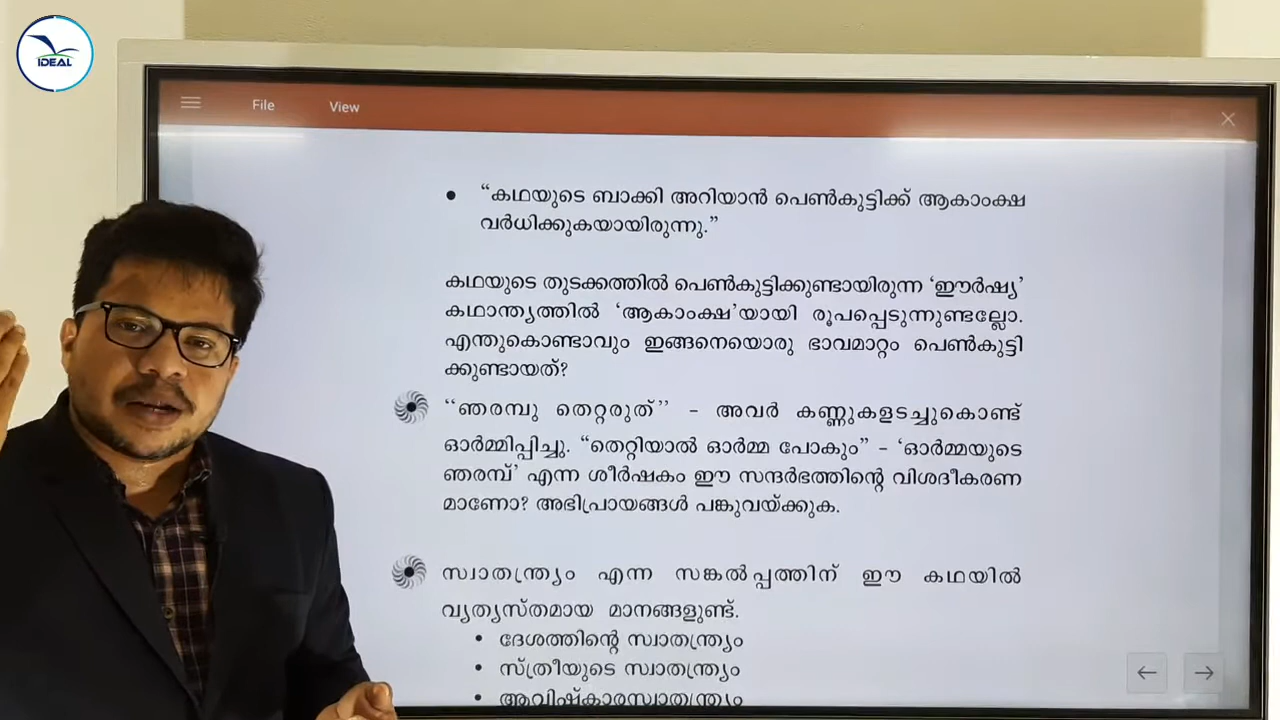 IDEAL
File View
• “കഥയുടെ ബാക്കി അറിയാൻ പെൺകുട്ടിക്ക് ആകാംക്ഷ
വർധിക്കുകയായിരുന്നു.”
കഥയുടെ തുടക്കത്തിൽ പെൺകുട്ടിക്കുണ്ടായിരുന്ന ‘ഈർഷ്യ’
കഥാന്ത്യത്തിൽ ‘ആകാംക്ഷ’യായി രൂപപ്പെടുന്നുണ്ടല്ലോ.
എന്തുകൊണ്ടാവും ഇങ്ങനെയൊരു ഭാവമാറ്റം പെൺകുട്ടി
ക്കുണ്ടായത്?
‘‘ഞരമ്പു തെറ്റരുത്’’ - അവർ കണ്ണുകളടച്ചുകൊണ്ട്
ഓർമ്മിപ്പിച്ചു. “തെറ്റിയാൽ ഓർമ്മ പോകും” - ‘ഓർമ്മയുടെ
ഞരമ്പ്’ എന്ന ശീർഷകം ഈ സന്ദർഭത്തിന്റെ വിശദീകരണ
മാണോ? അഭിപ്രായങ്ങൾ പങ്കുവയ്ക്കുക.
സ്വാതന്ത്ര്യം എന്ന സങ്കൽപ്പത്തിന് ഈ കഥയിൽ
വ്യത്യസ്തമായ മാനങ്ങളുണ്ട്.
• ദേശത്തിന്റെ സ്വാതന്ത്ര്യം
• സ്ത്രീയുടെ സ്വാതന്ത്ര്യം
• ആവിഷ്കാരസ്വാതന്ത്ര്യം